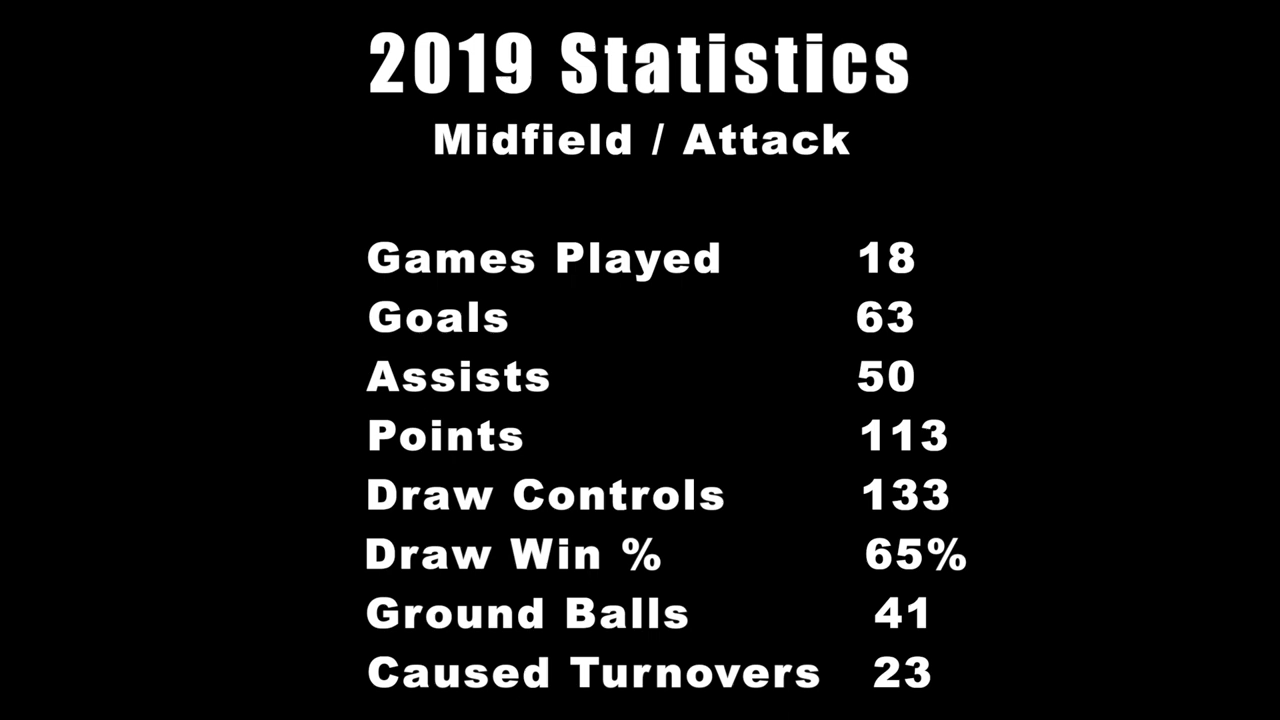 2019 Statistics
Midfield / Attack
Games Played 18
Goals 63
Assists 50
Points 113
Draw Controls 133
Draw Win % 65%
Ground Balls 41
Caused Turnovers 23